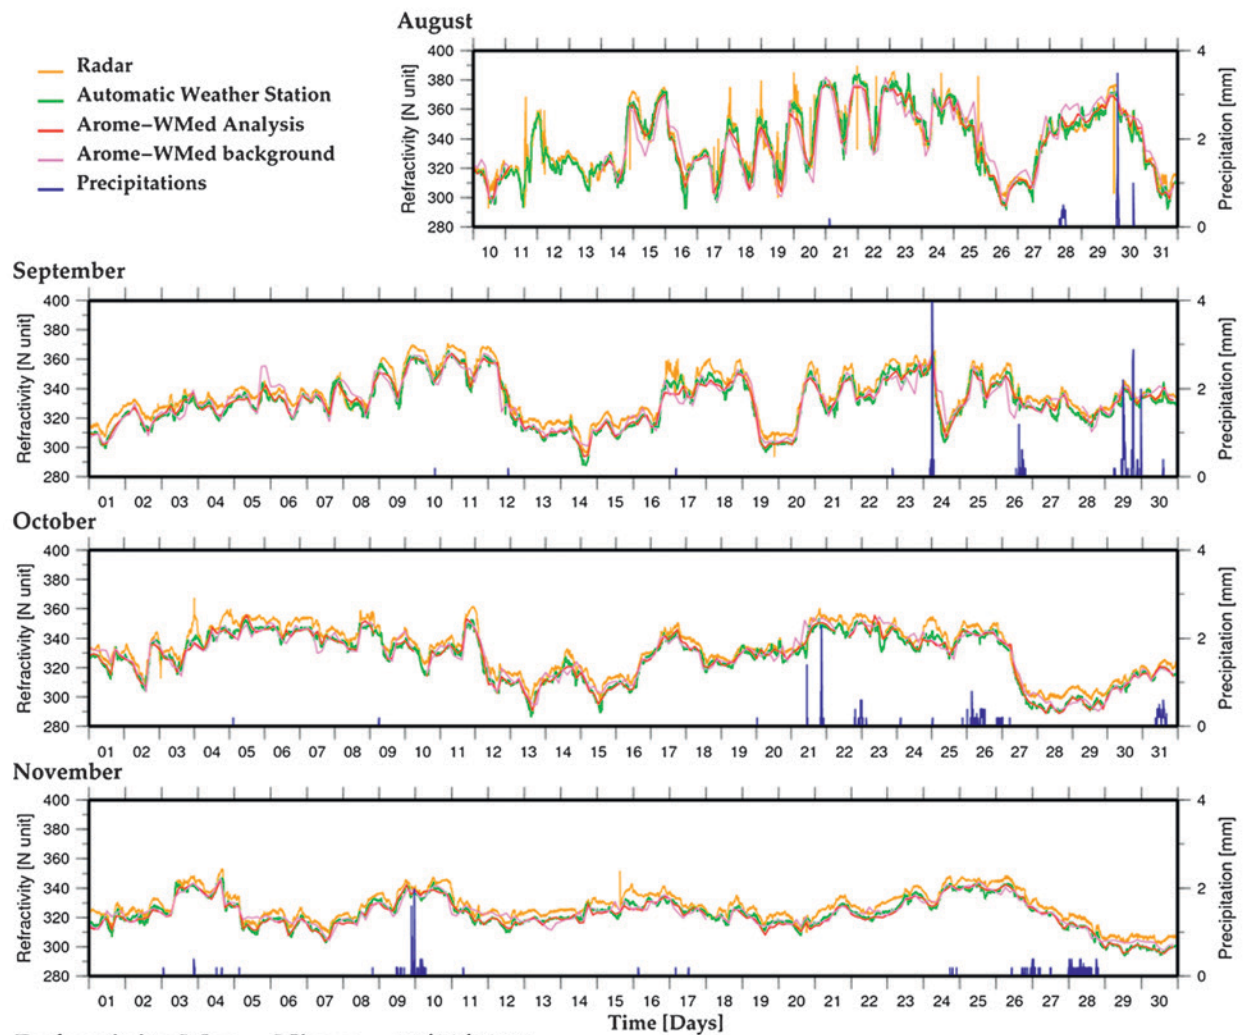 August
Radar
Automatic Weather Station
Arome-WMed Analysis
Arome-WMed background
Precipitations
Refractivity [N unit]
400
380
360
340
320
300
280
4
2
0
Precipitation [mm]
10 11 12 13 14 15 16 17 18 19 20 21 22 23 24 25 26 27 28 29 30 31
September
Refractivity [N unit]
400
380
360
340
320
300
280
4
2
0
Precipitation [mm]
01 02 03 04 05 06 07 08 09 10 11 12 13 14 15 16 17 18 19 20 21 22 23 24 25 26 27 28 29 30
October
Refractivity [N unit]
400
380
360
340
320
300
280
4
2
0
Precipitation [mm]
01 02 03 04 05 06 07 08 09 10 11 12 13 14 15 16 17 18 19 20 21 22 23 24 25 26 27 28 29 30 31
November
Refractivity [N unit]
400
380
360
340
320
300
280
4
2
0
Precipitation [mm]
01 02 03 04 05 06 07 08 09 10 11 12 13 14 15 16 17 18 19 20 21 22 23 24 25 26 27 28 29 30
Time [Days]